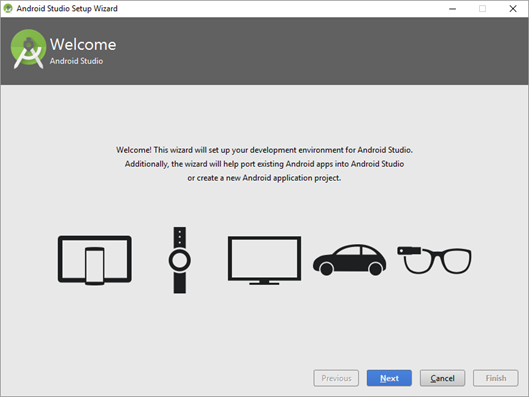 Android Studio Setup Wizard
Welcome
Android Studio
Welcome! This wizard will set up your development environment for Android Studio.
Additionally, the wizard will help port existing Android apps into Android Studio
or create a new Android application project.
Previous
Next
Cancel
Finish